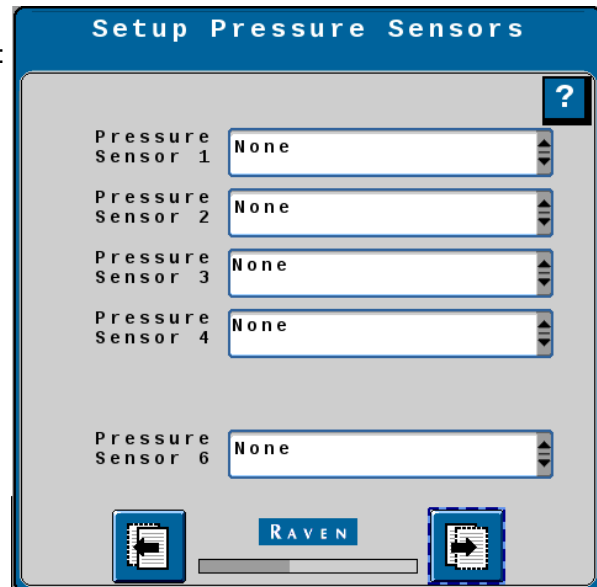 Setup Pressure Sensors
:
?
Pressure
Sensor 1
None
Pressure
Sensor 2
None
Pressure
Sensor 3
None
Pressure
Sensor 4
None
Pressure
Sensor 6
None
RAVEN